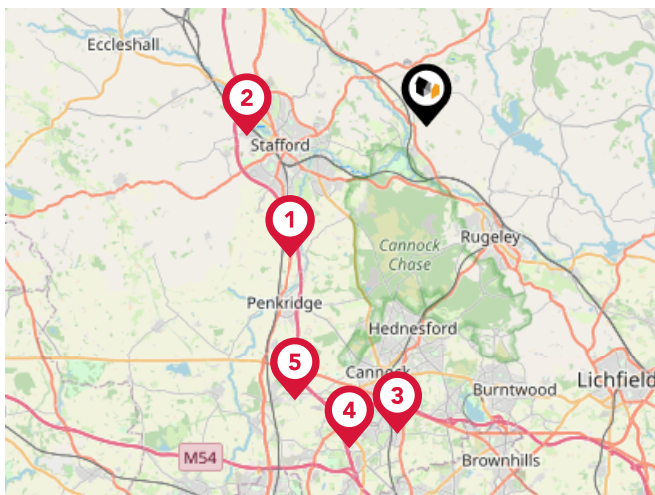 Eccleshall
2
Stafford
1
Rugeley
Cannock
Chase
Penkridge
Hednesford
5
Cannock
3
4
Burntwood
Lichfield
M54
Brownhills